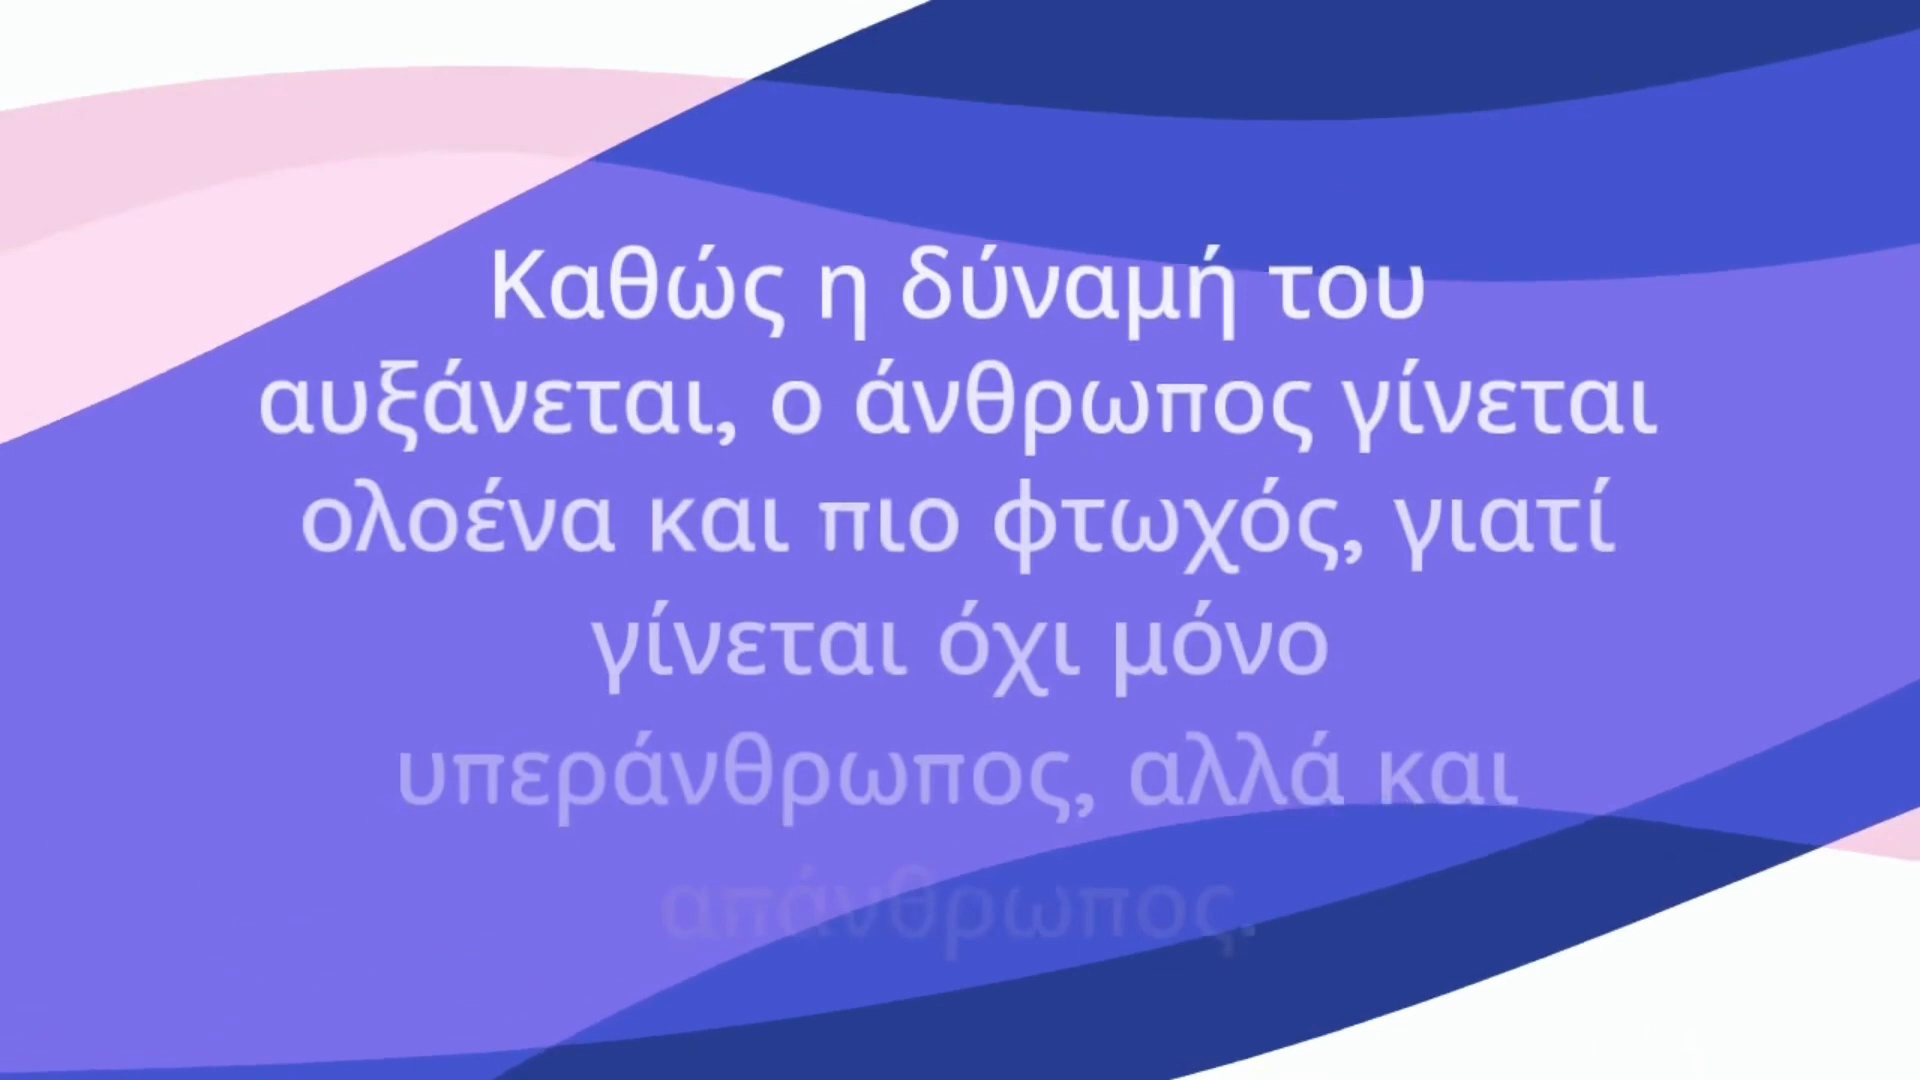 Καθώς η δύναμή του
αυξάνεται, ο άνθρωπος γίνεται
ολοένα και πιο φτωχός, γιατί
γίνεται όχι μόνο
υπεράνθρωπος, αλλά και
απάνθρωπος.